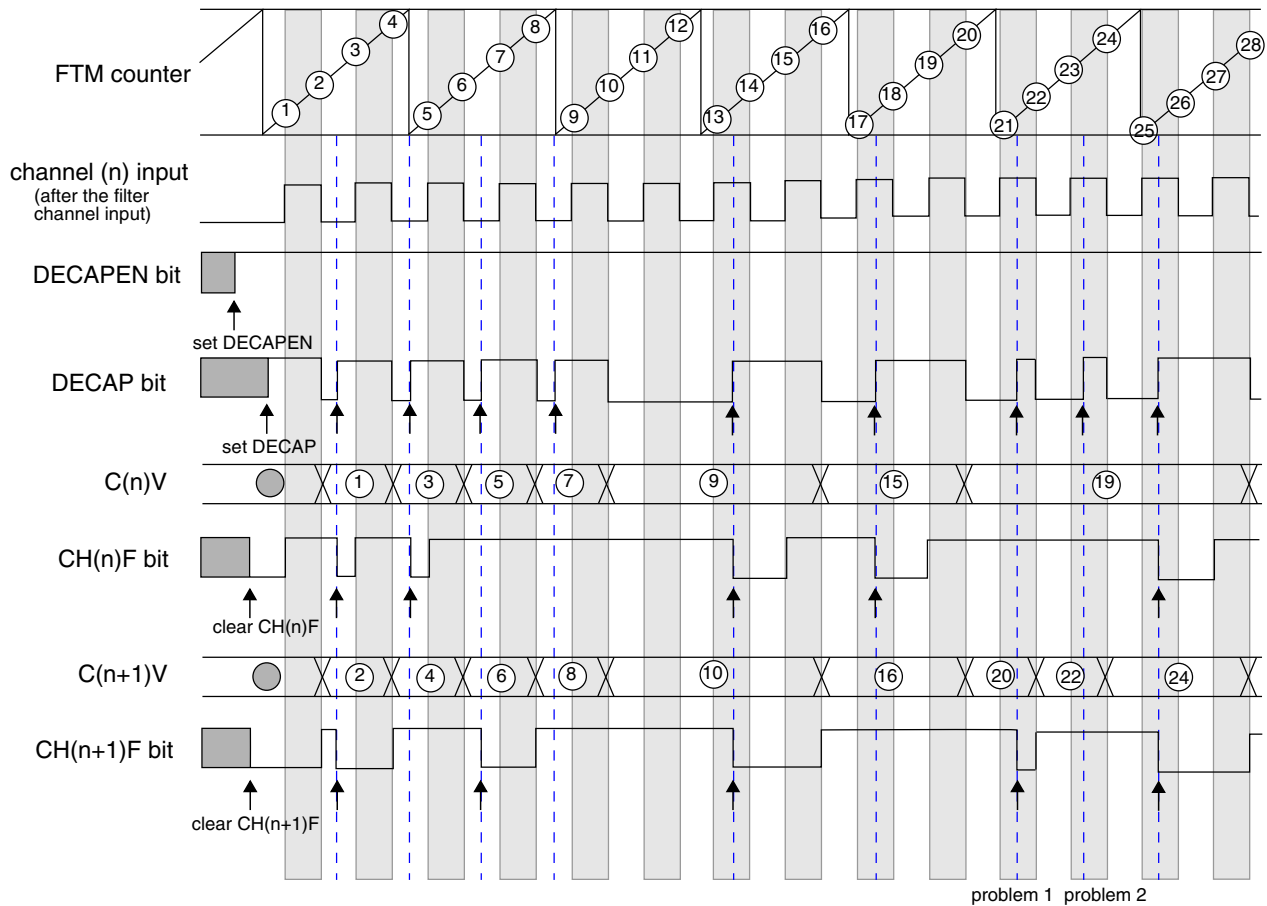 4 8 12 16 20 24 28
3 7 11 15 19 23 27
FTM counter
2 6 10 14 18 22 26
1 5 9 13 17 21 25
channel (n) input
(after the filter
channel input)
DECAPEN bit
set DECAPEN
DECAP bit
set DECAP
C(n)V 1 3 5 7 9 15 19
CH(n)F bit
clear CH(n)F
C(n+1)V 2 4 6 8 10 16 20 22 24
CH(n+1)F bit
clear CH(n+1)F
problem 1 problem 2